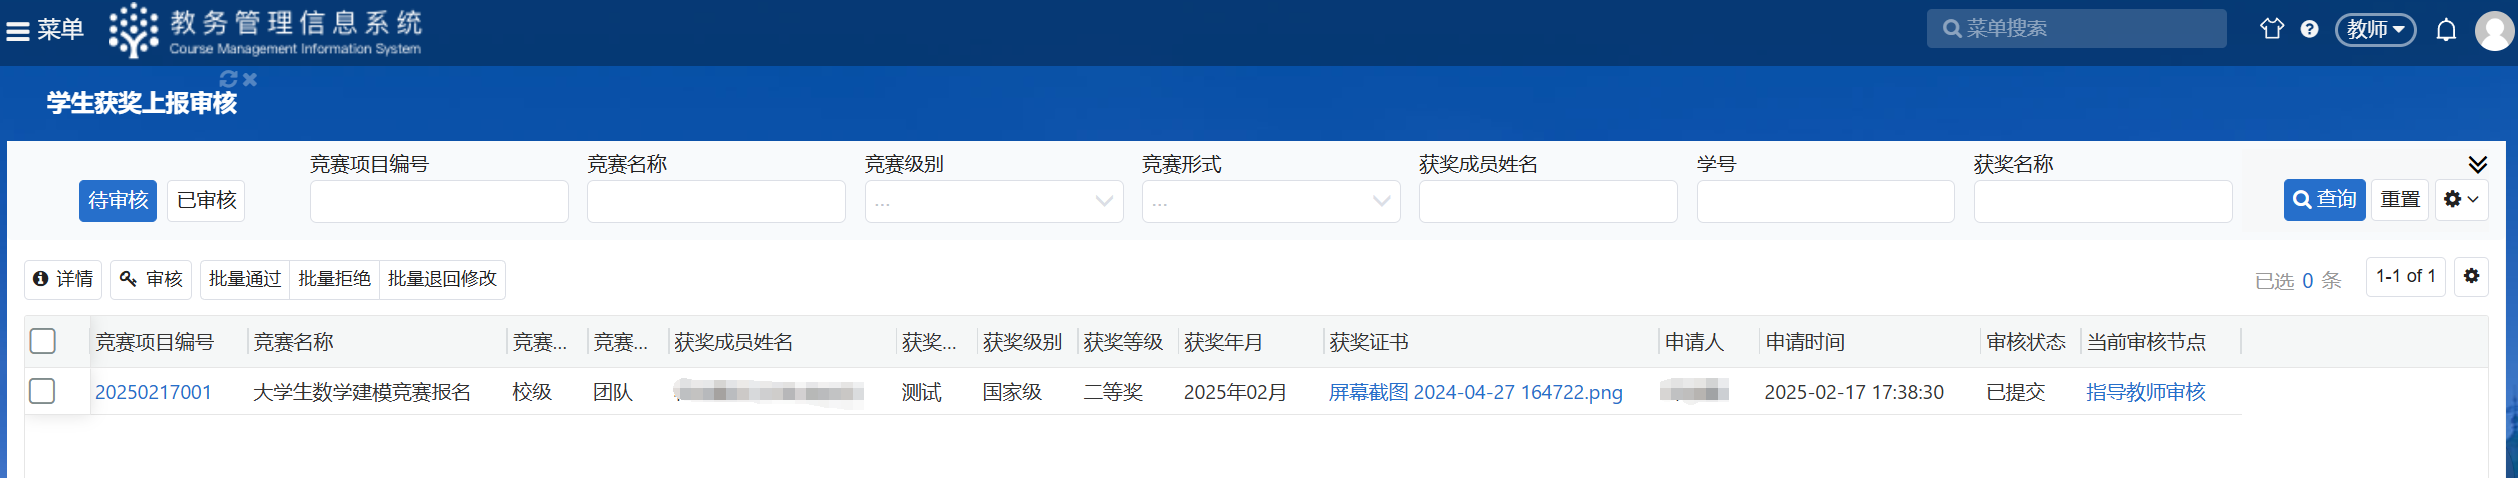 菜单
教务管理信息系统
Course Management Information System
菜单搜索
教师
学生获奖上报审核
待审核 已审核
竞赛项目编号 竞赛名称 竞赛级别 竞赛形式 获奖成员姓名 学号 获奖名称
... ...
查询 重置
详情 审核 批量通过 批量拒绝 批量退回修改
已选 0 条 1-1 of 1
竞赛项目编号 竞赛名称 竞赛... 竞赛... 获奖成员姓名 获奖... 获奖级别 获奖等级 获奖年月 获奖证书 申请人 申请时间 审核状态 当前审核节点
20250217001 大学生数学建模竞赛报名 校级 团队 测试 国家级 二等奖 2025年02月 屏幕截图 2024-04-27 164722.png 2025-02-17 17:38:30 已提交 指导教师审核